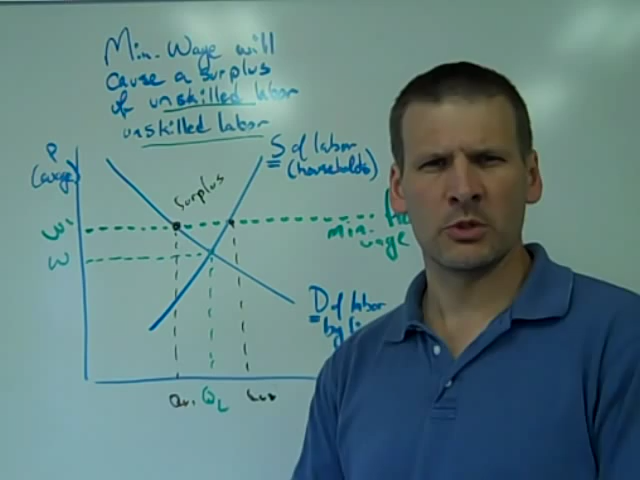 Min. Wage will
cause a surplus
of unskilled labor
unskilled labor
P
(wage)
Surplus
S of labor
(households)
W'
min.
wage
W
D of labor
by
QL